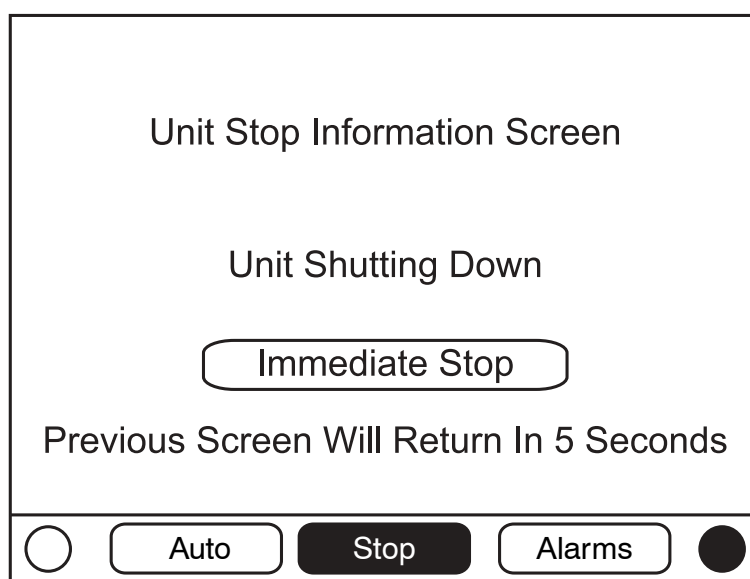 Unit Stop Information Screen
Unit Shutting Down
Immediate Stop
Previous Screen Will Return In 5 Seconds
Auto Stop Alarms